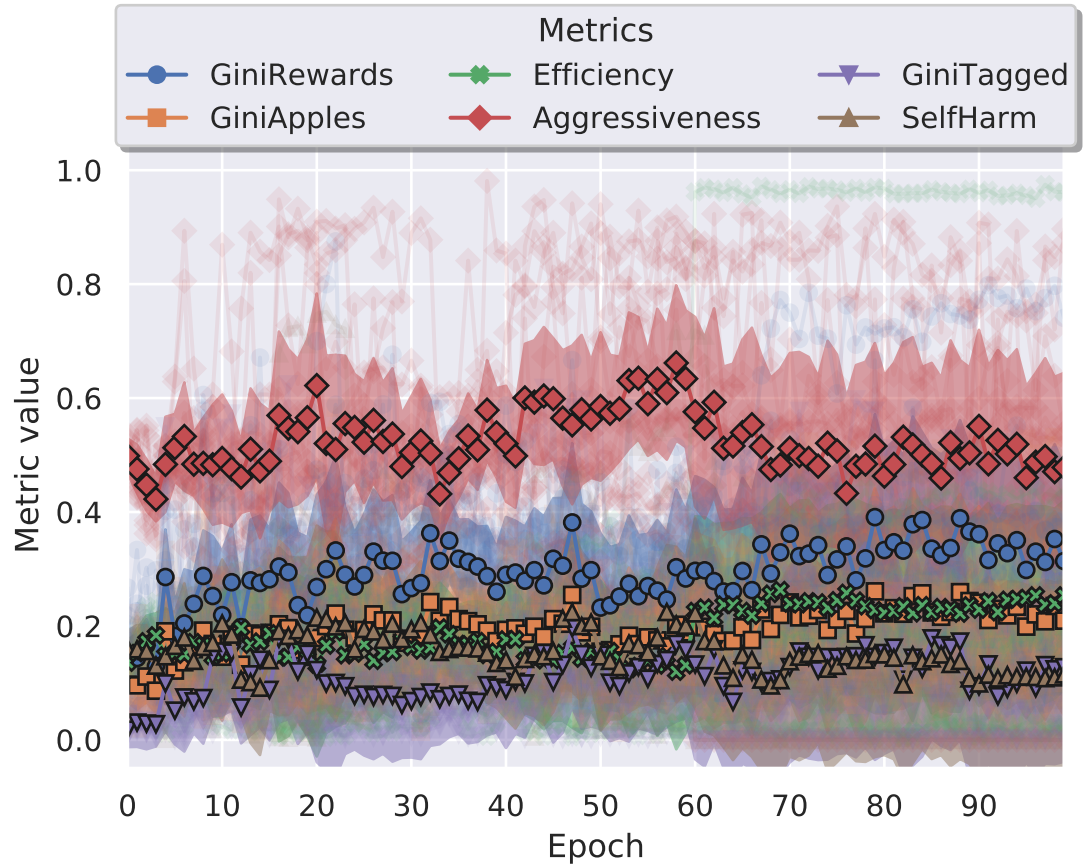 Metrics
GiniRewards Efficiency GiniTagged
GiniApples Aggressiveness SelfHarm
1.0
0.8
0.6
0.4
0.2
0.0
Metric value
0 10 20 30 40 50 60 70 80 90
Epoch